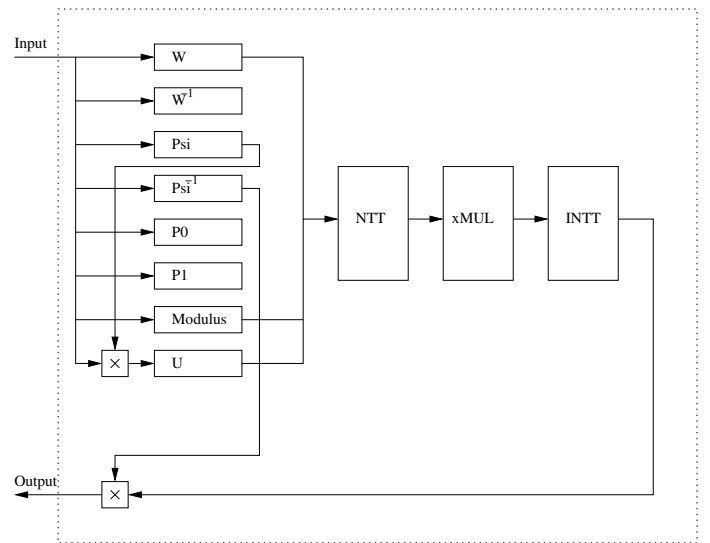 Input
W
W⁻¹
Psi
Psi⁻¹
P0
P1
Modulus
×
U
NTT
xMUL
INTT
Output
×